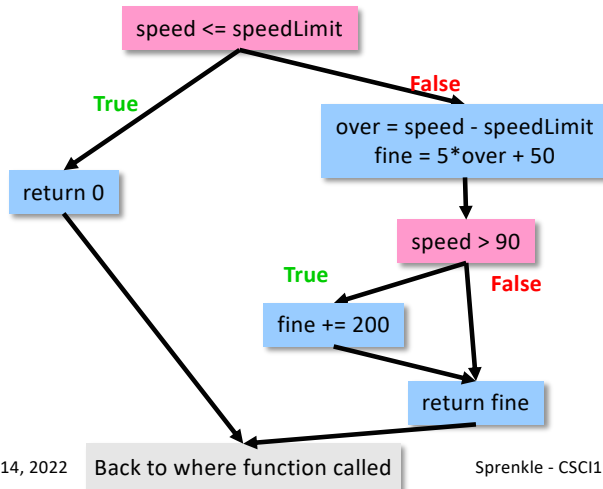 speed <= speedLimit
True
False
over = speed - speedLimit
fine = 5*over + 50
return 0
speed > 90
True
False
fine += 200
return fine
14, 2022
Back to where function called
Sprenkle - CSCI1